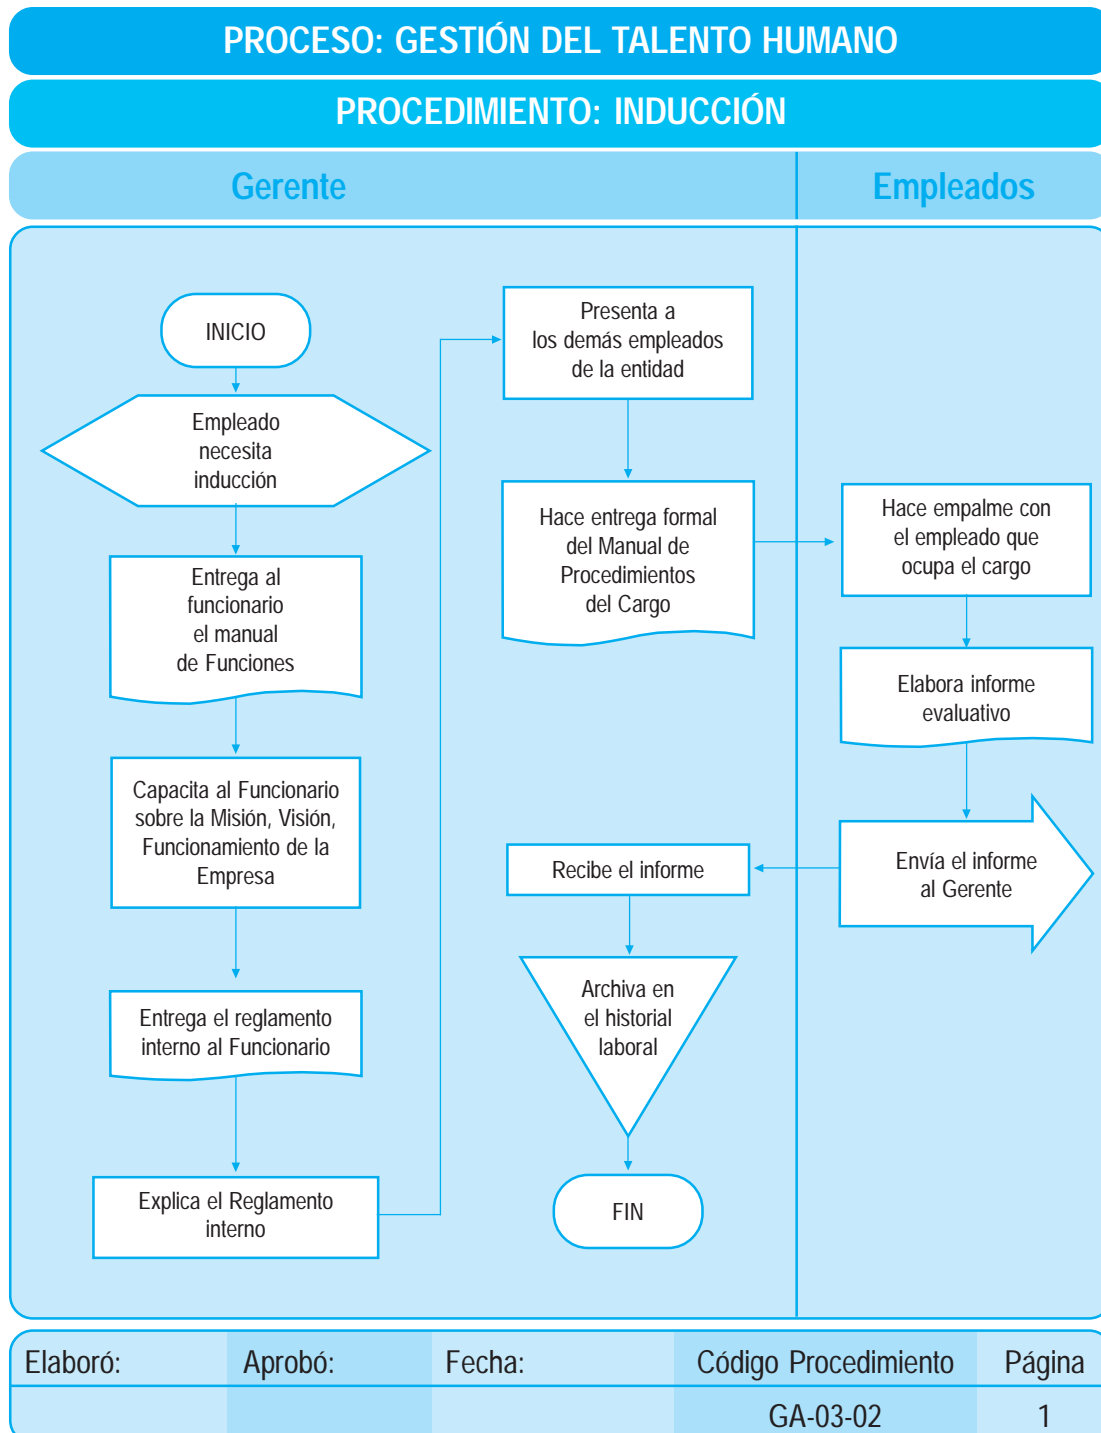 PROCESO: GESTIÓN DEL TALENTO HUMANO
PROCEDIMIENTO: INDUCCIÓN
Gerente
Empleados
INICIO
Empleado
necesita
inducción
Entrega al
funcionario
el manual
de Funciones
Capacita al Funcionario
sobre la Misión, Visión,
Funcionamiento de la
Empresa
Entrega el reglamento
interno al Funcionario
Explica el Reglamento
interno
Presenta a
los demás empleados
de la entidad
Hace entrega formal
del Manual de
Procedimientos
del Cargo
Hace empalme con
el empleado que
ocupa el cargo
Elabora informe
evaluativo
Envía el informe
al Gerente
Recibe el informe
Archiva en
el historial
laboral
FIN
Elaboró:
Aprobó:
Fecha:
Código Procedimiento
Página
GA-03-02
1